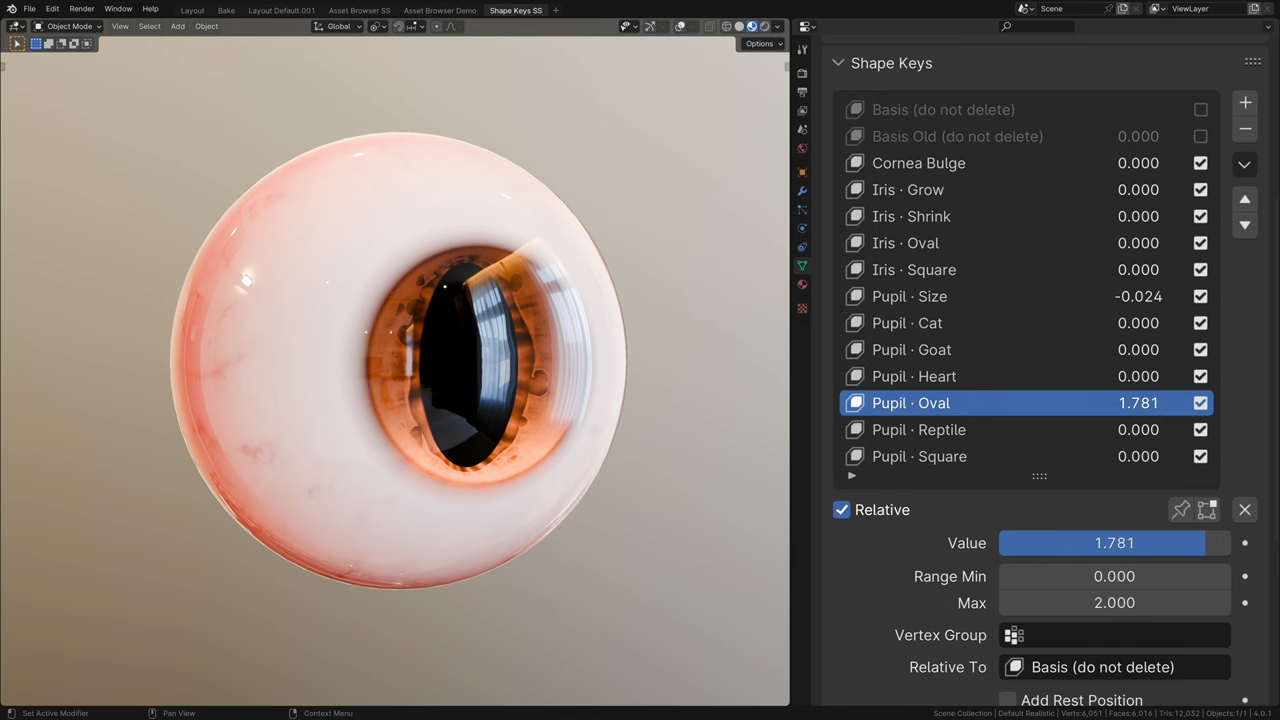 File Edit Render Window Help Layout Bake Layout Default.001 Asset Browser SS Asset Browser Demo Shape Keys SS + Scene ViewLayer
Object Mode View Select Add Object Global
Options
Shape Keys
Basis (do not delete)
Basis Old (do not delete) 0.000
Cornea Bulge 0.000
Iris · Grow 0.000
Iris · Shrink 0.000
Iris · Oval 0.000
Iris · Square 0.000
Pupil · Size -0.024
Pupil · Cat 0.000
Pupil · Goat 0.000
Pupil · Heart 0.000
Pupil · Oval 1.781
Pupil · Reptile 0.000
Pupil · Square 0.000
Relative
Value 1.781
Range Min 0.000
Max 2.000
Vertex Group
Relative To Basis (do not delete)
Add Rest Position
Set Active Modifier Pan View Context Menu Scene Collection | Default Realistic | Verts:6,051 | Faces:6,016 | Tris:12,032 | Objects:1/1 | 4.0.1